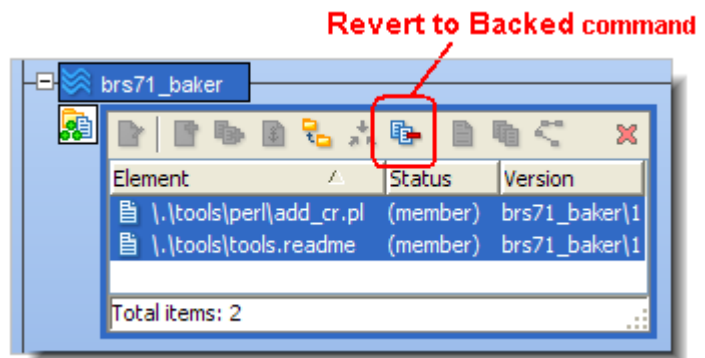 Revert to Backed command
brs71_baker
Element Status Version
\.\tools\perl\add_cr.pl (member) brs71_baker\1
\.\tools\tools.readme (member) brs71_baker\1
Total items: 2